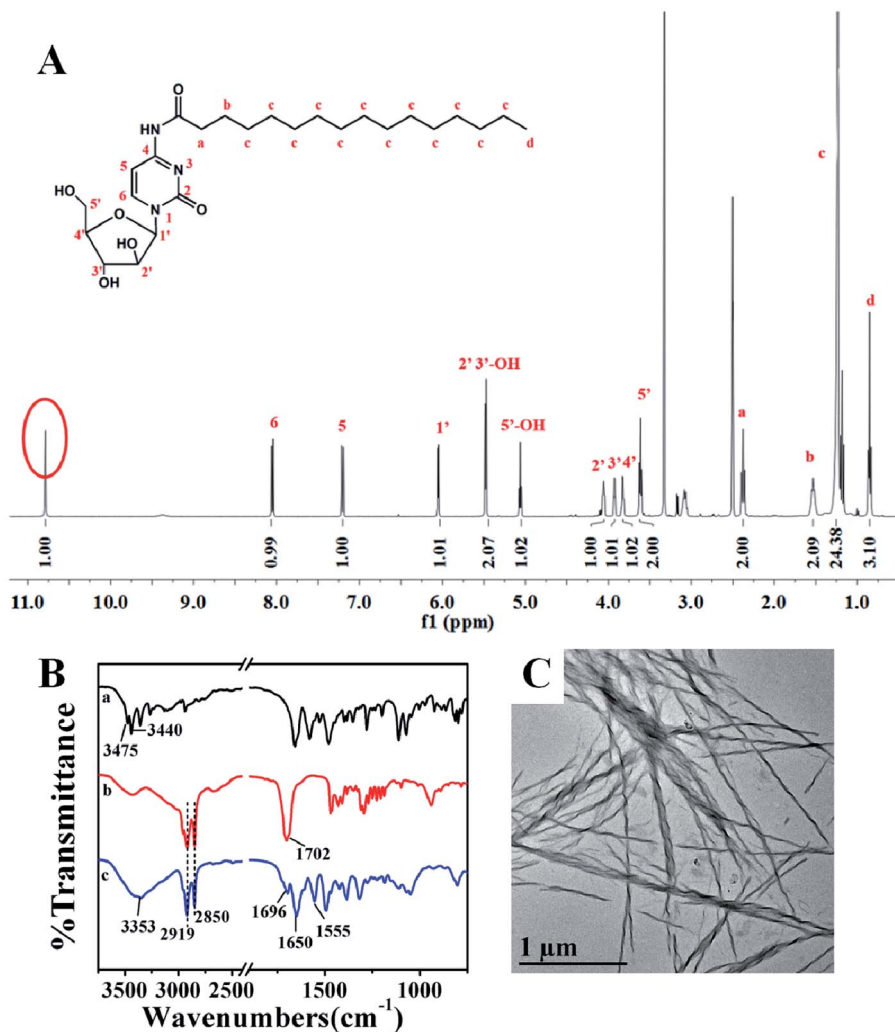 A
O
b c c c c c c
HN a c c c c c c d
4
5 N 3
6 2
HO 5' N O
1
4' O 1'
HO
3' 2'
OH
c
d
2' 3'-OH
5'
6 5 1' 5'-OH a
2' 3' 4' b
1.00 0.99 1.00 1.01 2.07 1.02 1.00 1.01 1.02 2.00 2.00 2.09 24.38 3.10
11.0 10.0 9.0 8.0 7.0 6.0 5.0 4.0 3.0 2.0 1.0
f1 (ppm)
B
a
3475 3440
b
1702
c
3353 2919 2850 1696 1650 1555
%Transmittance
3500 3000 2500 1500 1000
Wavenumbers(cm-1)
C
1 μm